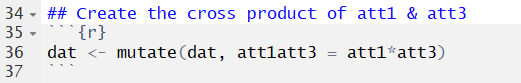 34 ## Create the cross product of att1 & att3
35 ```{r}
36 dat <- mutate(dat, att1att3 = att1*att3)
37 ```